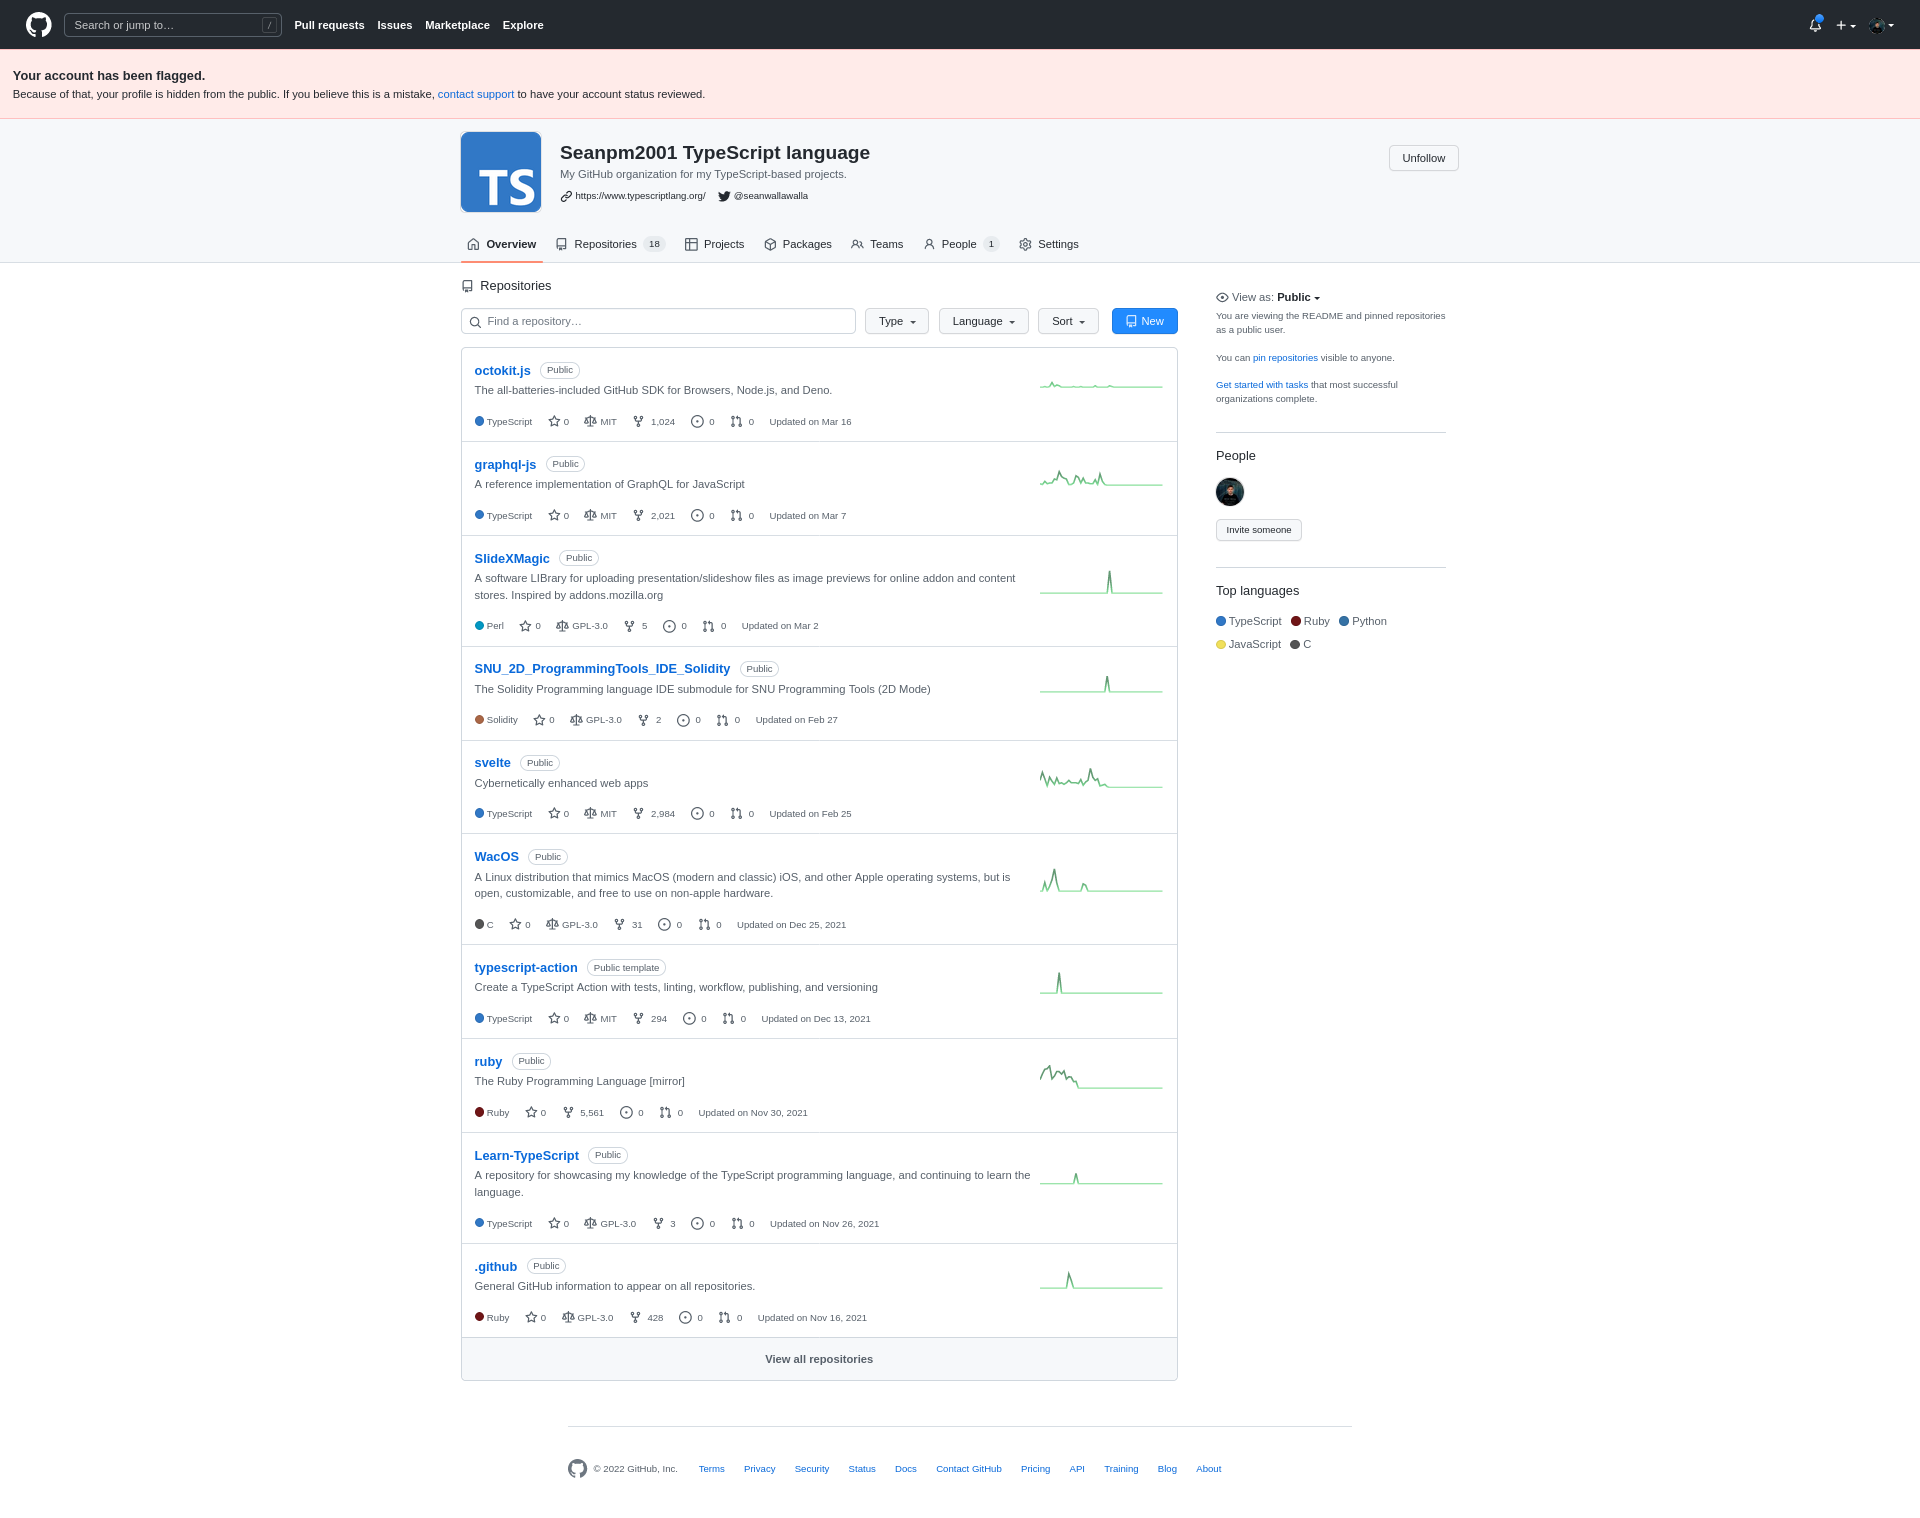 Search or jump to… /
Pull requests Issues Marketplace Explore
Your account has been flagged.
Because of that, your profile is hidden from the public. If you believe this is a mistake, contact support to have your account status reviewed.
TS
Seanpm2001 TypeScript language
My GitHub organization for my TypeScript-based projects.
https://www.typescriptlang.org/ @seanwallawalla
Unfollow
Overview Repositories 18 Projects Packages Teams People 1 Settings
Repositories
Find a repository… Type Language Sort New
octokit.js Public
The all-batteries-included GitHub SDK for Browsers, Node.js, and Deno.
TypeScript 0 MIT 1,024 0 0 Updated on Mar 16
graphql-js Public
A reference implementation of GraphQL for JavaScript
TypeScript 0 MIT 2,021 0 0 Updated on Mar 7
SlideXMagic Public
A software LIBrary for uploading presentation/slideshow files as image previews for online addon and content
stores. Inspired by addons.mozilla.org
Perl 0 GPL-3.0 5 0 0 Updated on Mar 2
SNU_2D_ProgrammingTools_IDE_Solidity Public
The Solidity Programming language IDE submodule for SNU Programming Tools (2D Mode)
Solidity 0 GPL-3.0 2 0 0 Updated on Feb 27
svelte Public
Cybernetically enhanced web apps
TypeScript 0 MIT 2,984 0 0 Updated on Feb 25
WacOS Public
A Linux distribution that mimics MacOS (modern and classic) iOS, and other Apple operating systems, but is
open, customizable, and free to use on non-apple hardware.
C 0 GPL-3.0 31 0 0 Updated on Dec 25, 2021
typescript-action Public template
Create a TypeScript Action with tests, linting, workflow, publishing, and versioning
TypeScript 0 MIT 294 0 0 Updated on Dec 13, 2021
ruby Public
The Ruby Programming Language [mirror]
Ruby 0 5,561 0 0 Updated on Nov 30, 2021
Learn-TypeScript Public
A repository for showcasing my knowledge of the TypeScript programming language, and continuing to learn the
language.
TypeScript 0 GPL-3.0 3 0 0 Updated on Nov 26, 2021
.github Public
General GitHub information to appear on all repositories.
Ruby 0 GPL-3.0 428 0 0 Updated on Nov 16, 2021
View all repositories
View as: Public
You are viewing the README and pinned repositories
as a public user.
You can pin repositories visible to anyone.
Get started with tasks that most successful
organizations complete.
People
Invite someone
Top languages
TypeScript Ruby Python
JavaScript C
© 2022 GitHub, Inc. Terms Privacy Security Status Docs Contact GitHub Pricing API Training Blog About